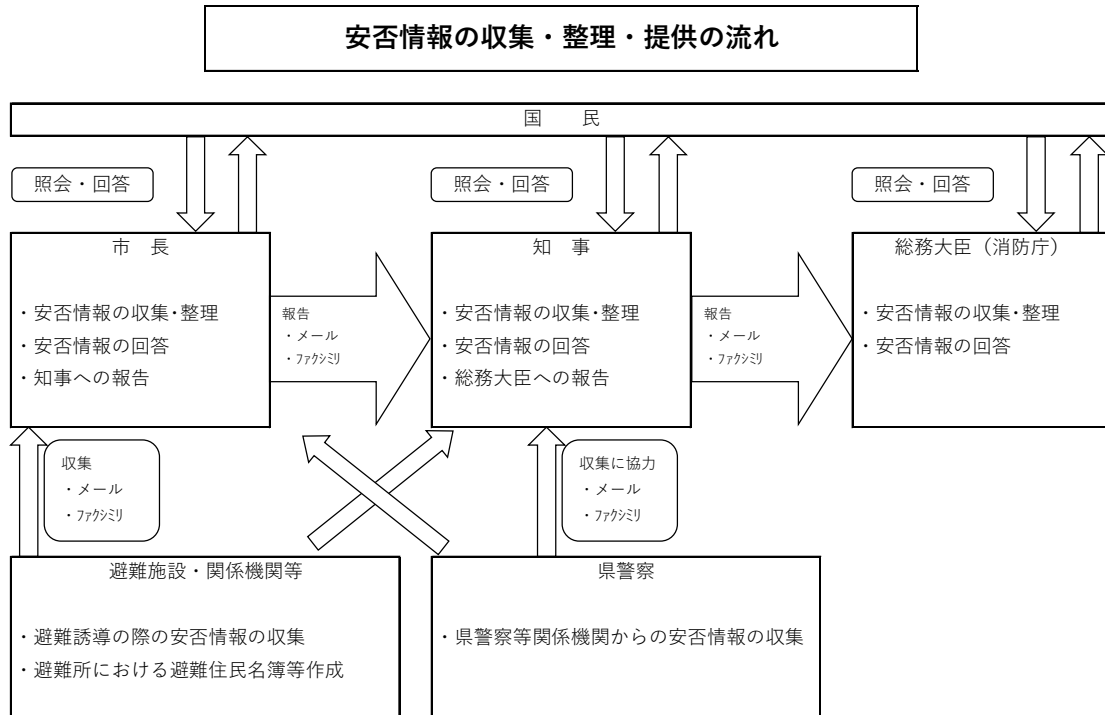 安否情報の収集・整理・提供の流れ
国　民
照会・回答
照会・回答
照会・回答
市　長
・安否情報の収集･整理
・安否情報の回答
・知事への報告
報告
・メール
・ﾌｧｸｼﾐﾘ
知　事
・安否情報の収集･整理
・安否情報の回答
・総務大臣への報告
報告
・メール
・ﾌｧｸｼﾐﾘ
総務大臣（消防庁）
・安否情報の収集･整理
・安否情報の回答
収集
・メール
・ﾌｧｸｼﾐﾘ
収集に協力
・メール
・ﾌｧｸｼﾐﾘ
避難施設・関係機関等
・避難誘導の際の安否情報の収集
・避難所における避難住民名簿等作成
県警察
・県警察等関係機関からの安否情報の収集